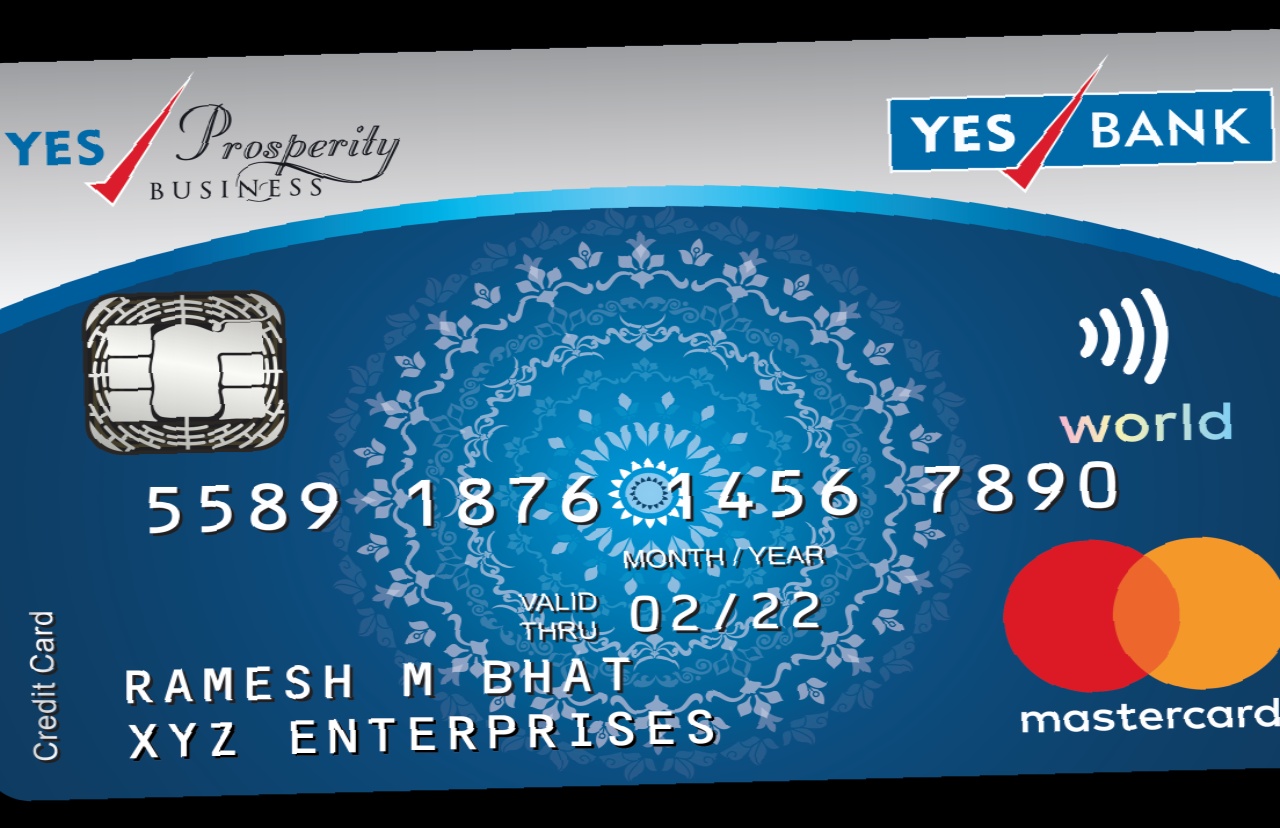 YES Prosperity
BUSINESS
YES BANK
world
5589 1876 1456 7890
MONTH / YEAR
VALID THRU 02/22
RAMESH M BHAT
XYZ ENTERPRISES
Credit Card
mastercard